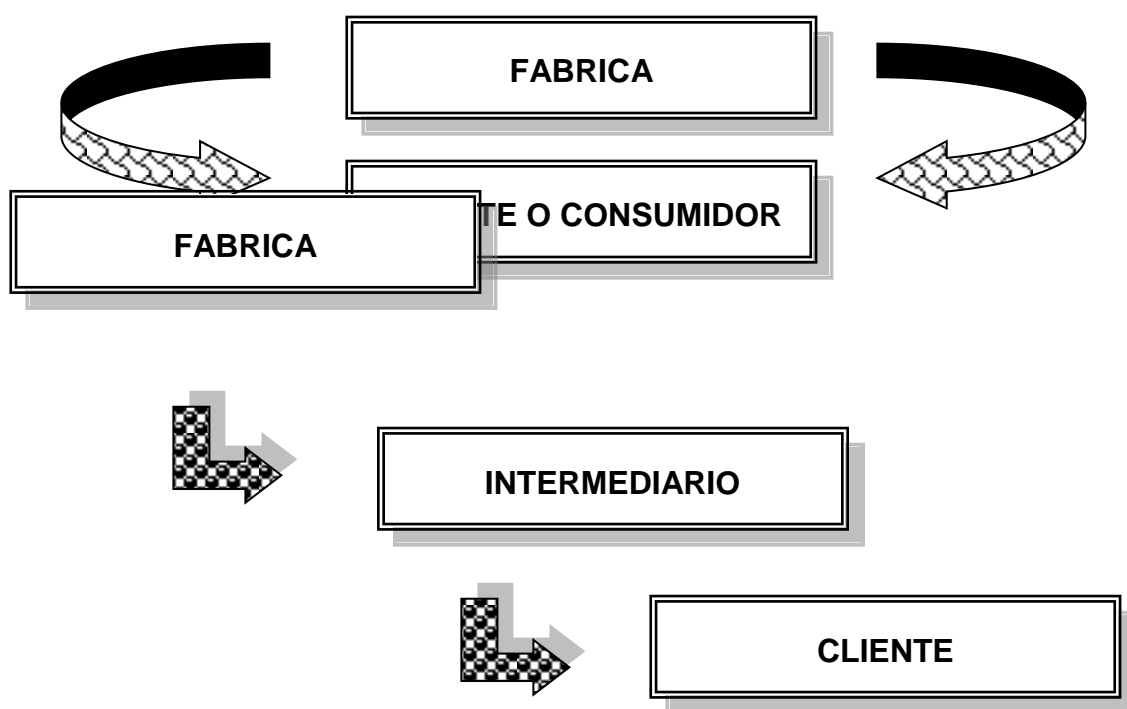 FABRICA
TE O CONSUMIDOR
FABRICA
INTERMEDIARIO
CLIENTE